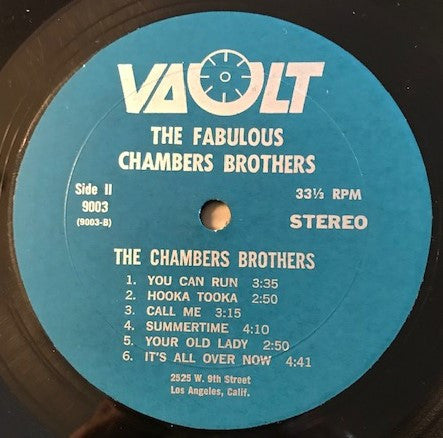 VAULT
THE FABULOUS
CHAMBERS BROTHERS
Side II
9003
(9003-B)
33⅓ RPM
STEREO
THE CHAMBERS BROTHERS
1. YOU CAN RUN 3:35
2. HOOKA TOOKA 2:50
3. CALL ME 3:15
4. SUMMERTIME 4:10
5. YOUR OLD LADY 2:50
6. IT'S ALL OVER NOW 4:41
2525 W. 9th Street
Los Angeles, Calif.